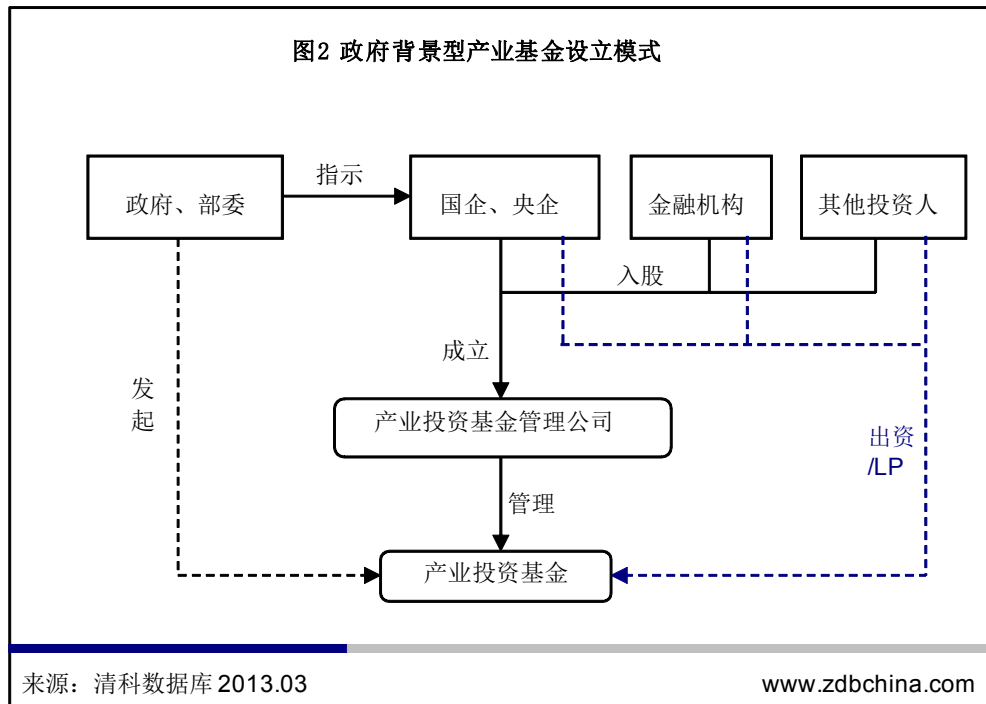 图2 政府背景型产业基金设立模式
指示
政府、部委
国企、央企
金融机构
其他投资人
入股
成立
发
起
产业投资基金管理公司
出资
/LP
管理
产业投资基金
来源：清科数据库 2013.03
www.zdbchina.com